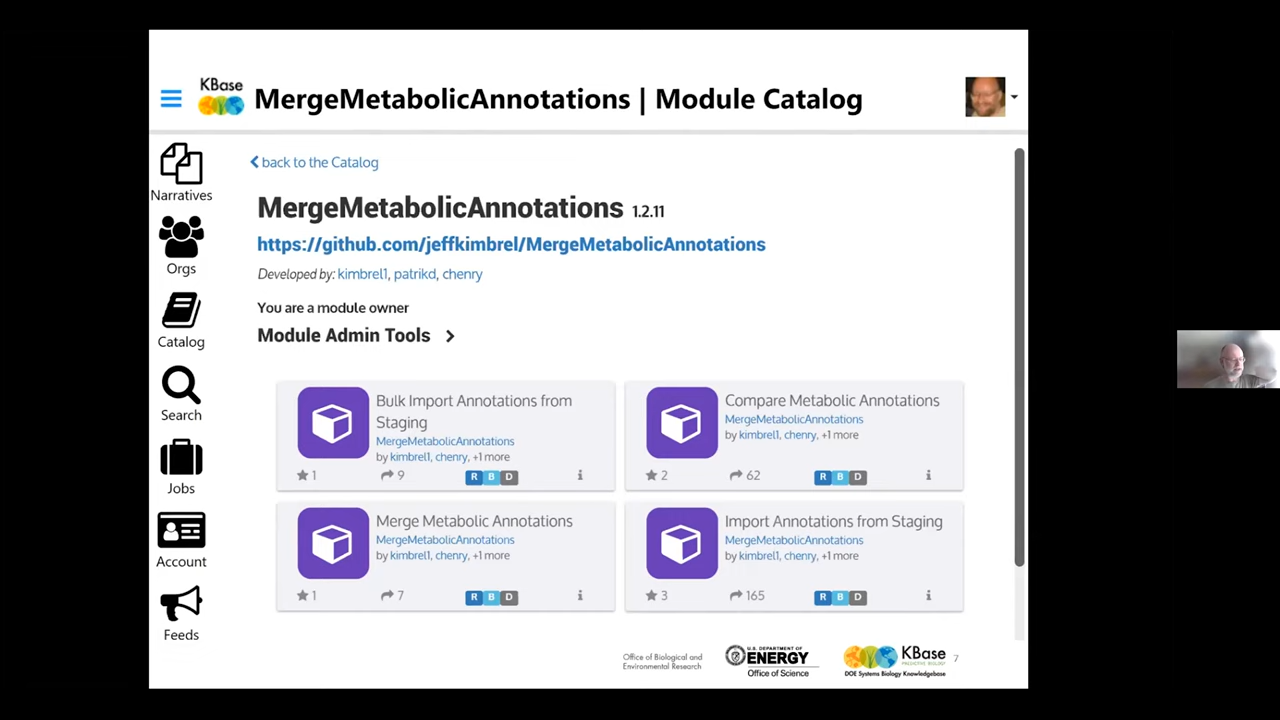 KBase
MergeMetabolicAnnotations | Module Catalog
back to the Catalog
Narratives
MergeMetabolicAnnotations 1.2.11
https://github.com/jeffkimbrel/MergeMetabolicAnnotations
Orgs
Developed by: kimbrel1, patrikd, chenry
You are a module owner
Module Admin Tools
Catalog
Search
Jobs
Account
Feeds
Bulk Import Annotations from
Staging
MergeMetabolicAnnotations
by kimbrel1, chenry, +1 more
1 9 R B D i
Compare Metabolic Annotations
MergeMetabolicAnnotations
by kimbrel1, chenry, +1 more
2 62 R B D i
Merge Metabolic Annotations
MergeMetabolicAnnotations
by kimbrel1, chenry, +1 more
1 7 R B D i
Import Annotations from Staging
MergeMetabolicAnnotations
by kimbrel1, chenry, +1 more
3 165 R B D i
Office of Biological and
Environmental Research
U.S. DEPARTMENT OF
ENERGY
Office of Science
KBase
PREDICTIVE BIOLOGY
DOE Systems Biology Knowledgebase
7